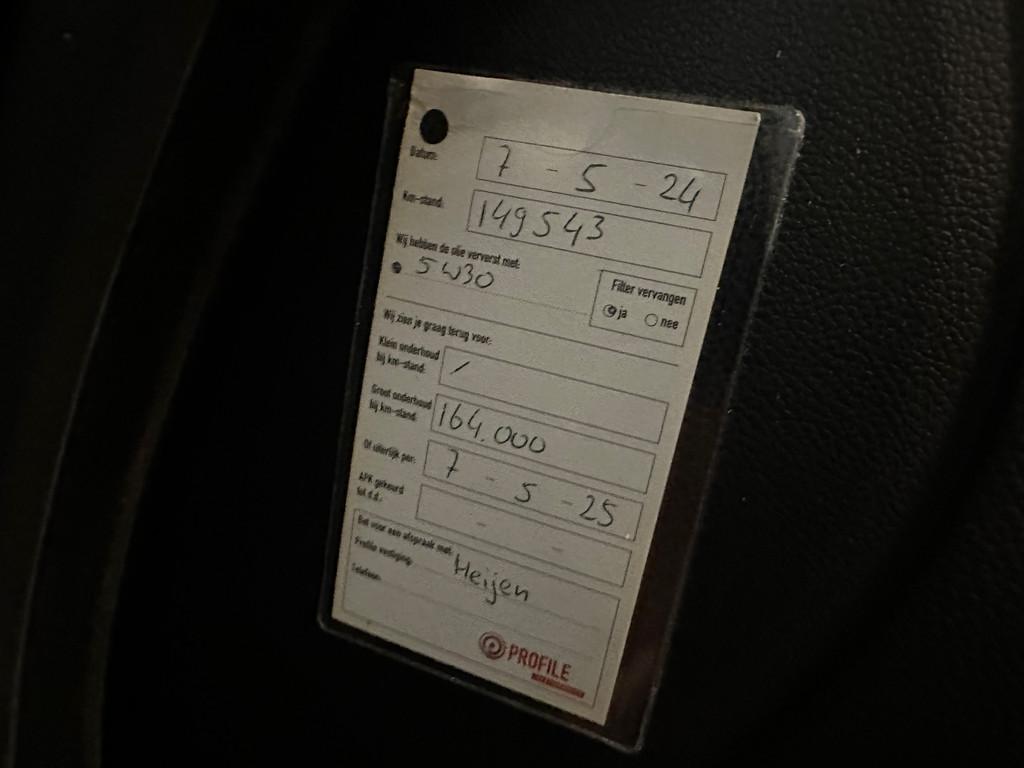 Datum: 7 - 5 - 24
Km-stand: 149543
Wij hebben de olie ververst met:
5W30
Filter vervangen
ja nee
Wij zien je graag terug voor:
Klein onderhoud
bij km-stand: /
Groot onderhoud
bij km-stand: 164.000
Of uiterlijk per: 7 - 5 - 25
APK gekeurd
tot d.d.: - -
Bel voor een afspraak met:
Profile vestiging: Heijen
Telefoon:
PROFILE